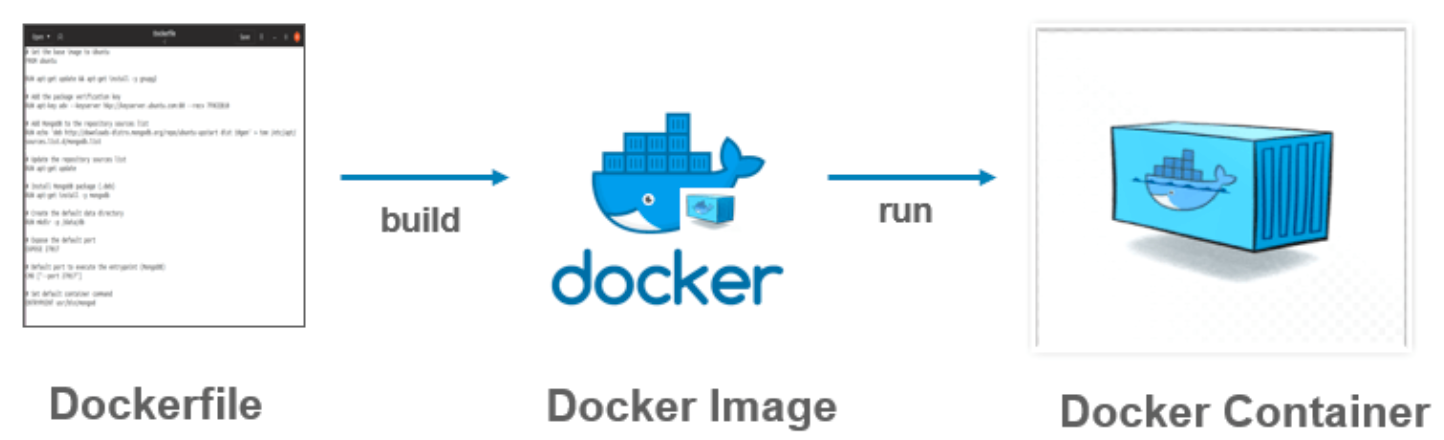 Open
Dockerfile
Save
# Set the base image to Ubuntu
FROM ubuntu
RUN apt-get update && apt-get install -y gnupg2
# Add the package verification key
RUN apt-key adv --keyserver hkp://keyserver.ubuntu.com:80 --recv 7F0CEB10
# Add MongoDB to the repository sources list
RUN echo 'deb http://downloads-distro.mongodb.org/repo/ubuntu-upstart dist 10gen' > tee /etc/apt/
sources.list.d/mongodb.list
# Update the repository sources list
RUN apt-get update
# Install MongoDB package (.deb)
RUN apt-get install -y mongodb
# Create the default data directory
RUN mkdir -p /data/db
# Expose the default port
EXPOSE 27017
# Default port to execute the entrypoint (MongoDB)
CMD ["--port 27017"]
# Set default container command
ENTRYPOINT usr/bin/mongod
build
docker
run
Dockerfile
Docker Image
Docker Container